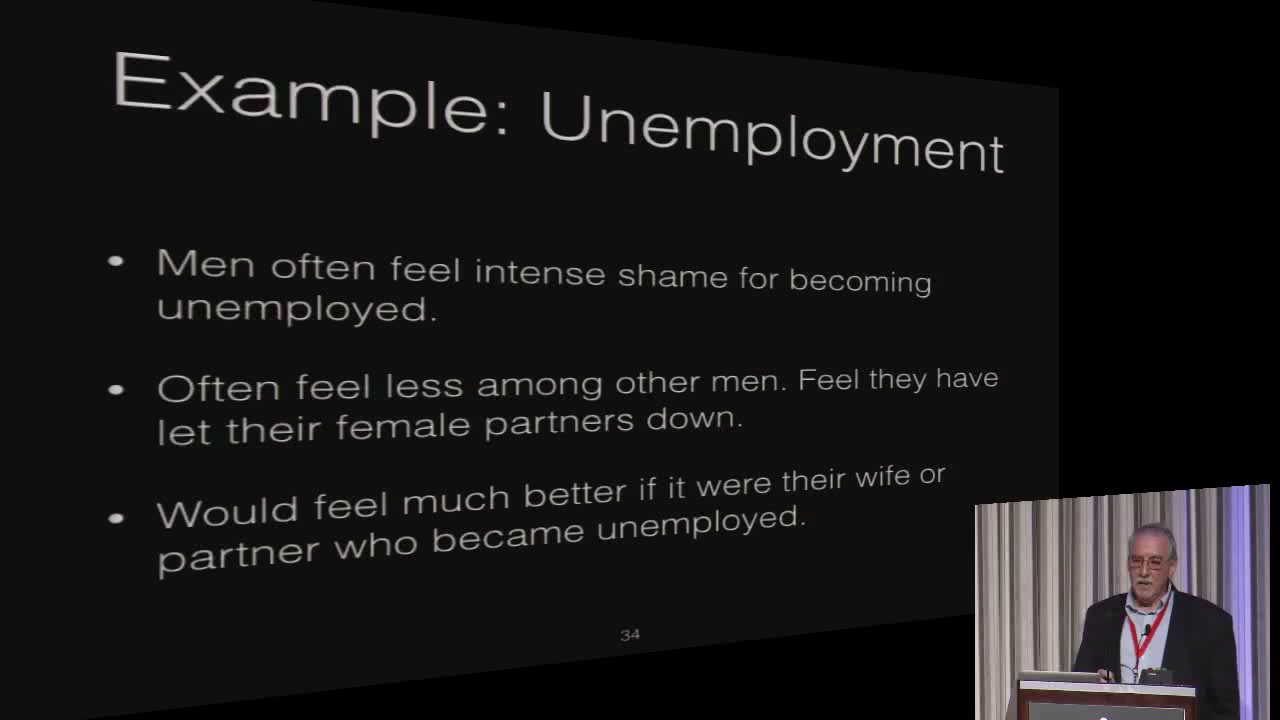 Example: Unemployment
• Men often feel intense shame for becoming
unemployed.
• Often feel less among other men. Feel they have
let their female partners down.
• Would feel much better if it were their wife or
partner who became unemployed.
34